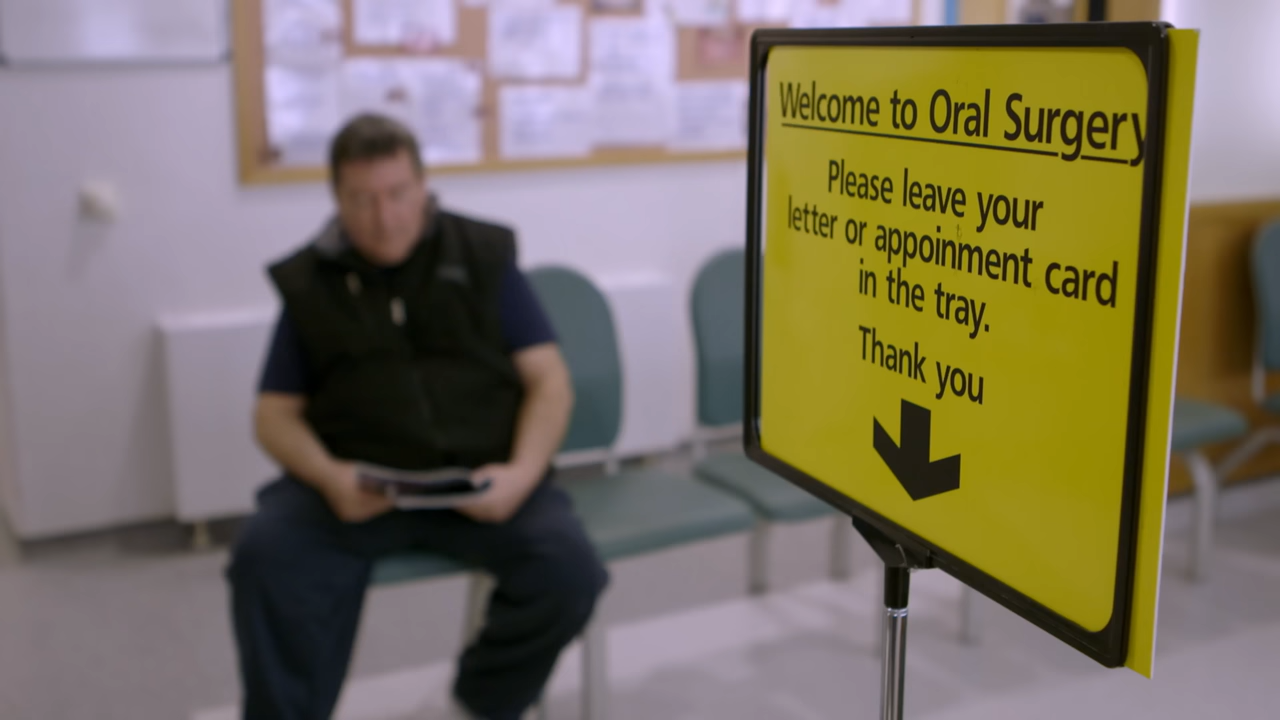 Welcome to Oral Surgery
Please leave your
letter or appoinment card
in the tray.
Thank you